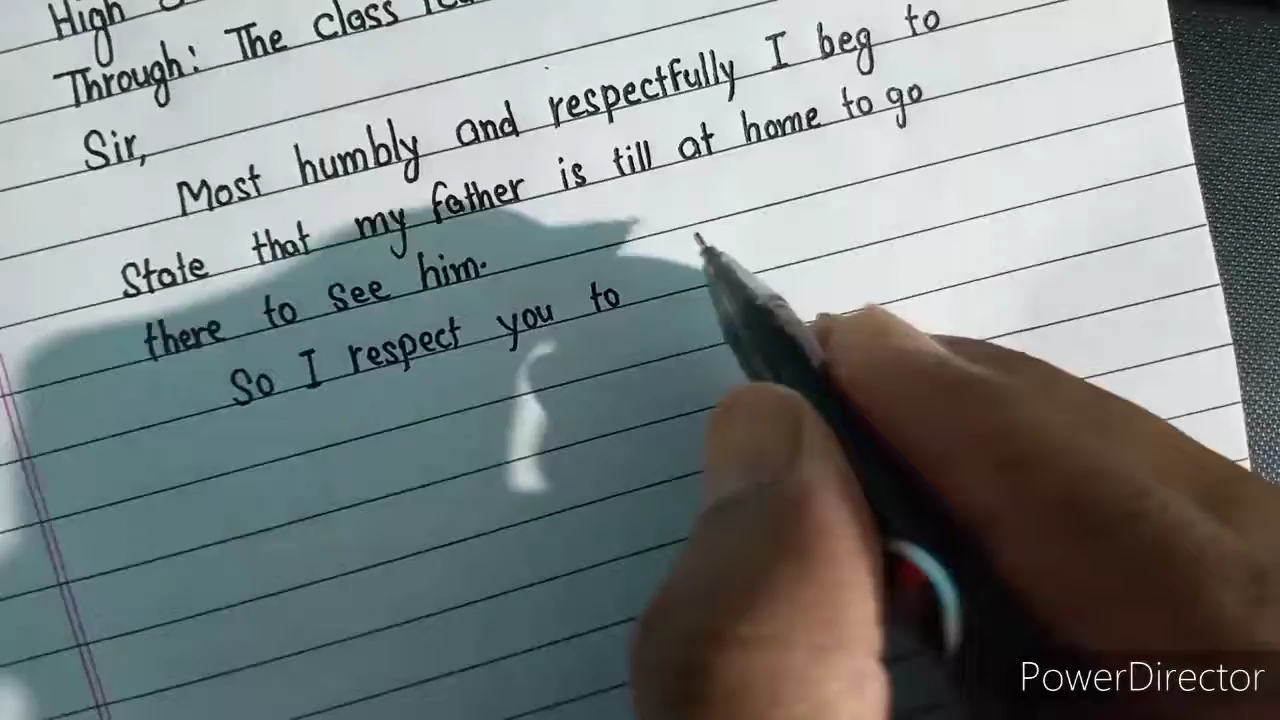 High
Through: The class
Sir,
Most humbly and respectfully I beg to
State that my father is till at home to go
there to see him.
So I respect you to
PowerDirector